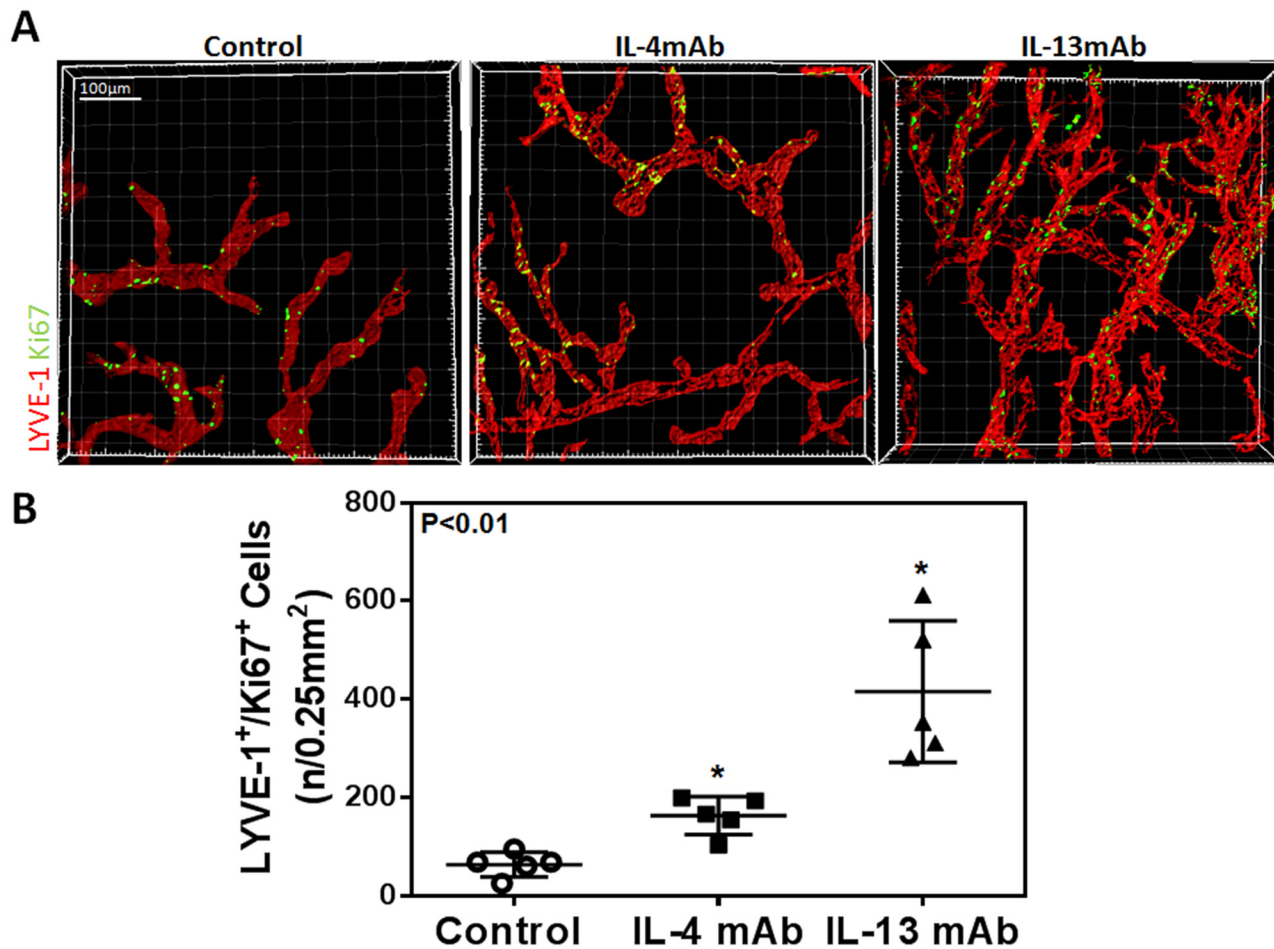 A
Control
IL-4mAb
IL-13mAb
100µm
LYVE-1 Ki67
B
P<0.01
LYVE-1⁺/Ki67⁺ Cells
(n/0.25mm²)
800
600
400
200
0
*
*
Control
IL-4 mAb
IL-13 mAb